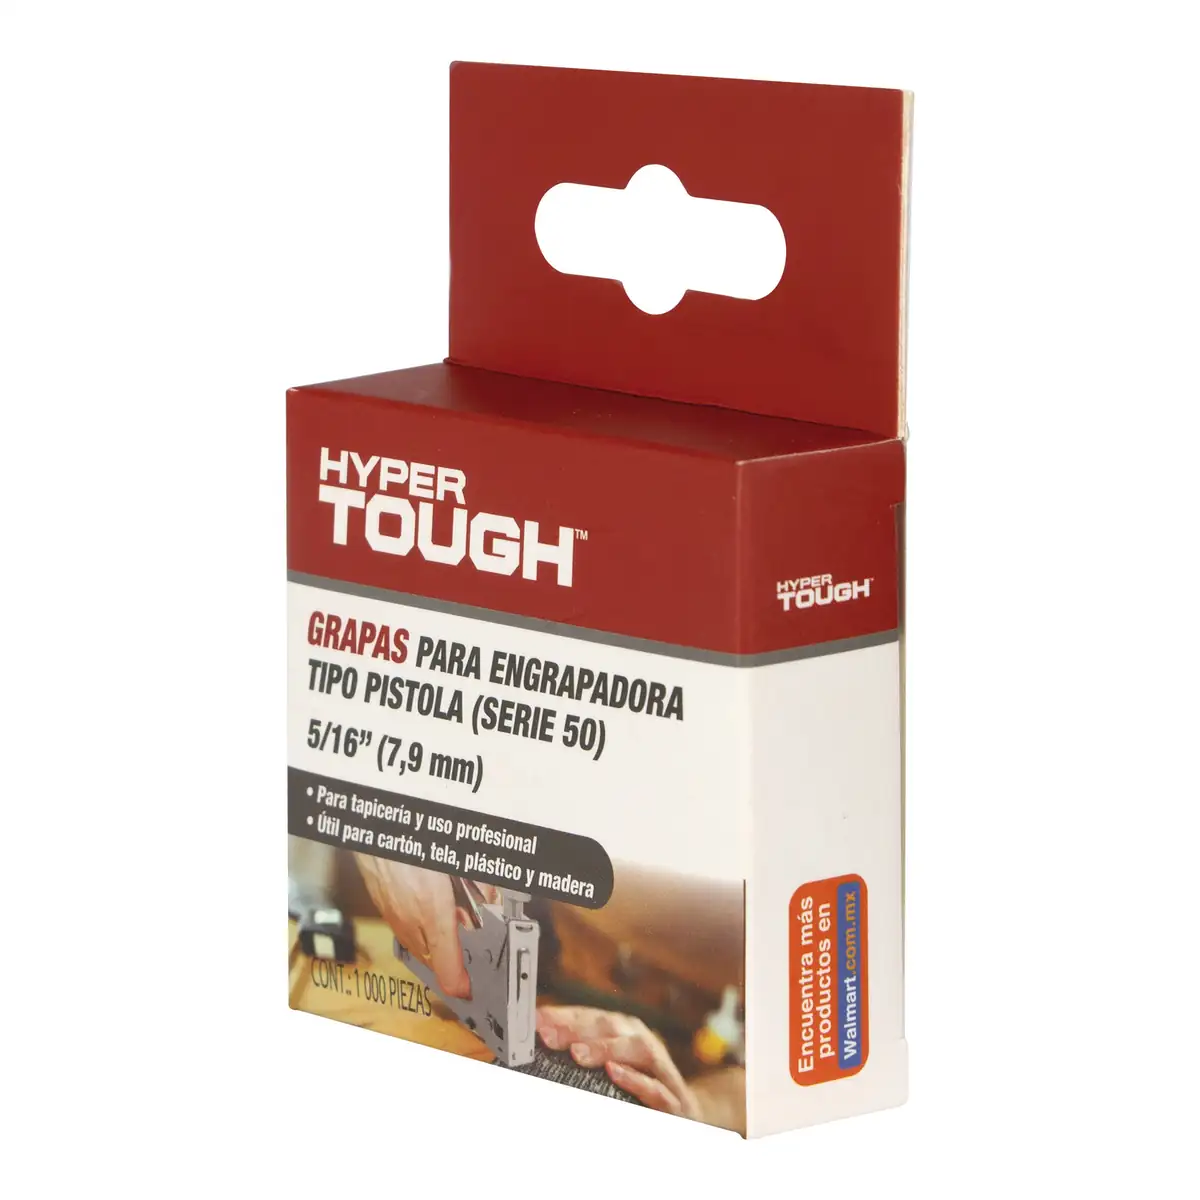 HYPER
TOUGH™
GRAPAS PARA ENGRAPADORA
TIPO PISTOLA (SERIE 50)
5/16” (7,9 mm)
• Para tapicería y uso profesional
• Útil para cartón, tela, plástico y madera
CONT.: 1 000 PIEZAS
HYPER
TOUGH™
Encuentra más
productos en
Walmart.com.mx